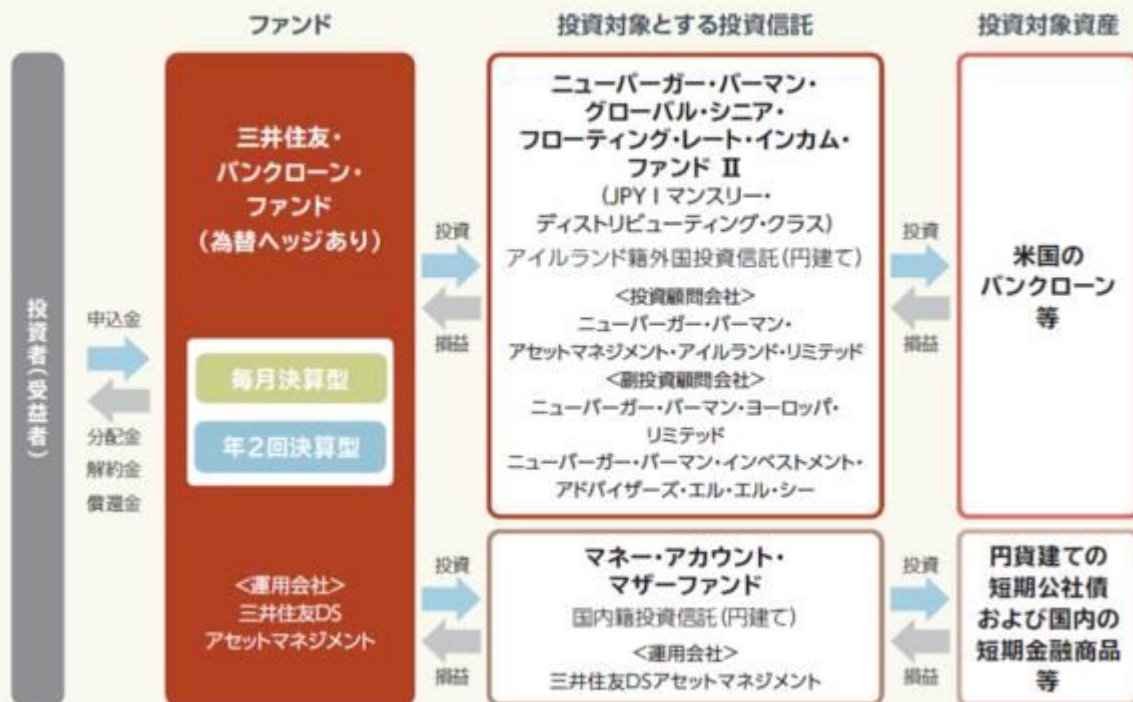 ファンド
投資対象とする投資信託
投資対象資産
投資者(受益者)
申込金
分配金
解約金
償還金
三井住友・
バンクローン・
ファンド
(為替ヘッジあり)
毎月決算型
年2回決算型
<運用会社>
三井住友DS
アセットマネジメント
投資
損益
ニューバーガー・バーマン・
グローバル・シニア・
フローティング・レート・インカム・
ファンド Ⅱ
(JPY I マンスリー・
ディストリビューティング・クラス)
アイルランド籍外国投資信託(円建て)
<投資顧問会社>
ニューバーガー・バーマン・
アセットマネジメント・アイルランド・リミテッド
<副投資顧問会社>
ニューバーガー・バーマン・ヨーロッパ・
リミテッド
ニューバーガー・バーマン・インベストメント・
アドバイザーズ・エル・エル・シー
投資
損益
米国の
バンクローン
等
投資
損益
マネー・アカウント・
マザーファンド
国内籍投資信託(円建て)
<運用会社>
三井住友DSアセットマネジメント
投資
損益
円貨建ての
短期公社債
および国内の
短期金融商品
等